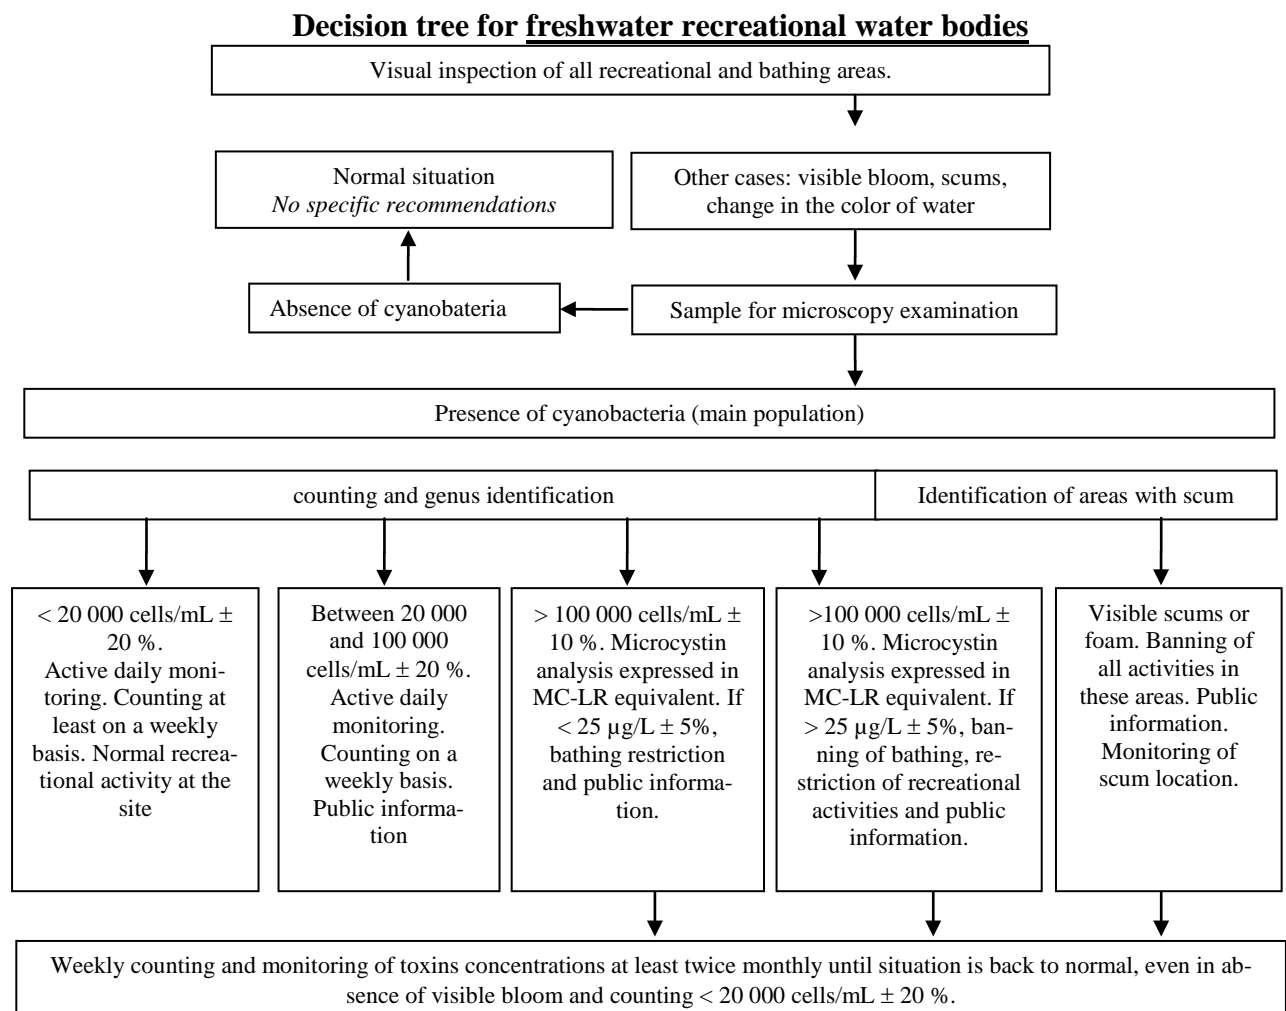 Decision tree for freshwater recreational water bodies
Visual inspection of all recreational and bathing areas.
Normal situation
No specific recommendations
Other cases: visible bloom, scums,
change in the color of water
Absence of cyanobateria
Sample for microscopy examination
Presence of cyanobacteria (main population)
counting and genus identification
Identification of areas with scum
< 20 000 cells/mL ±
20 %.
Active daily moni-
toring. Counting at
least on a weekly
basis. Normal recrea-
tional activity at the
site
Between 20 000
and 100 000
cells/mL ± 20 %.
Active daily
monitoring.
Counting on a
weekly basis.
Public informa-
tion
> 100 000 cells/mL ±
10 %. Microcystin
analysis expressed in
MC-LR equivalent. If
< 25 µg/L ± 5%,
bathing restriction
and public informa-
tion.
>100 000 cells/mL ±
10 %. Microcystin
analysis expressed in
MC-LR equivalent. If
> 25 µg/L ± 5%, ban-
ning of bathing, re-
striction of recreational
activities and public
information.
Visible scums or
foam. Banning of
all activities in
these areas. Public
information.
Monitoring of
scum location.
Weekly counting and monitoring of toxins concentrations at least twice monthly until situation is back to normal, even in ab-
sence of visible bloom and counting < 20 000 cells/mL ± 20 %.